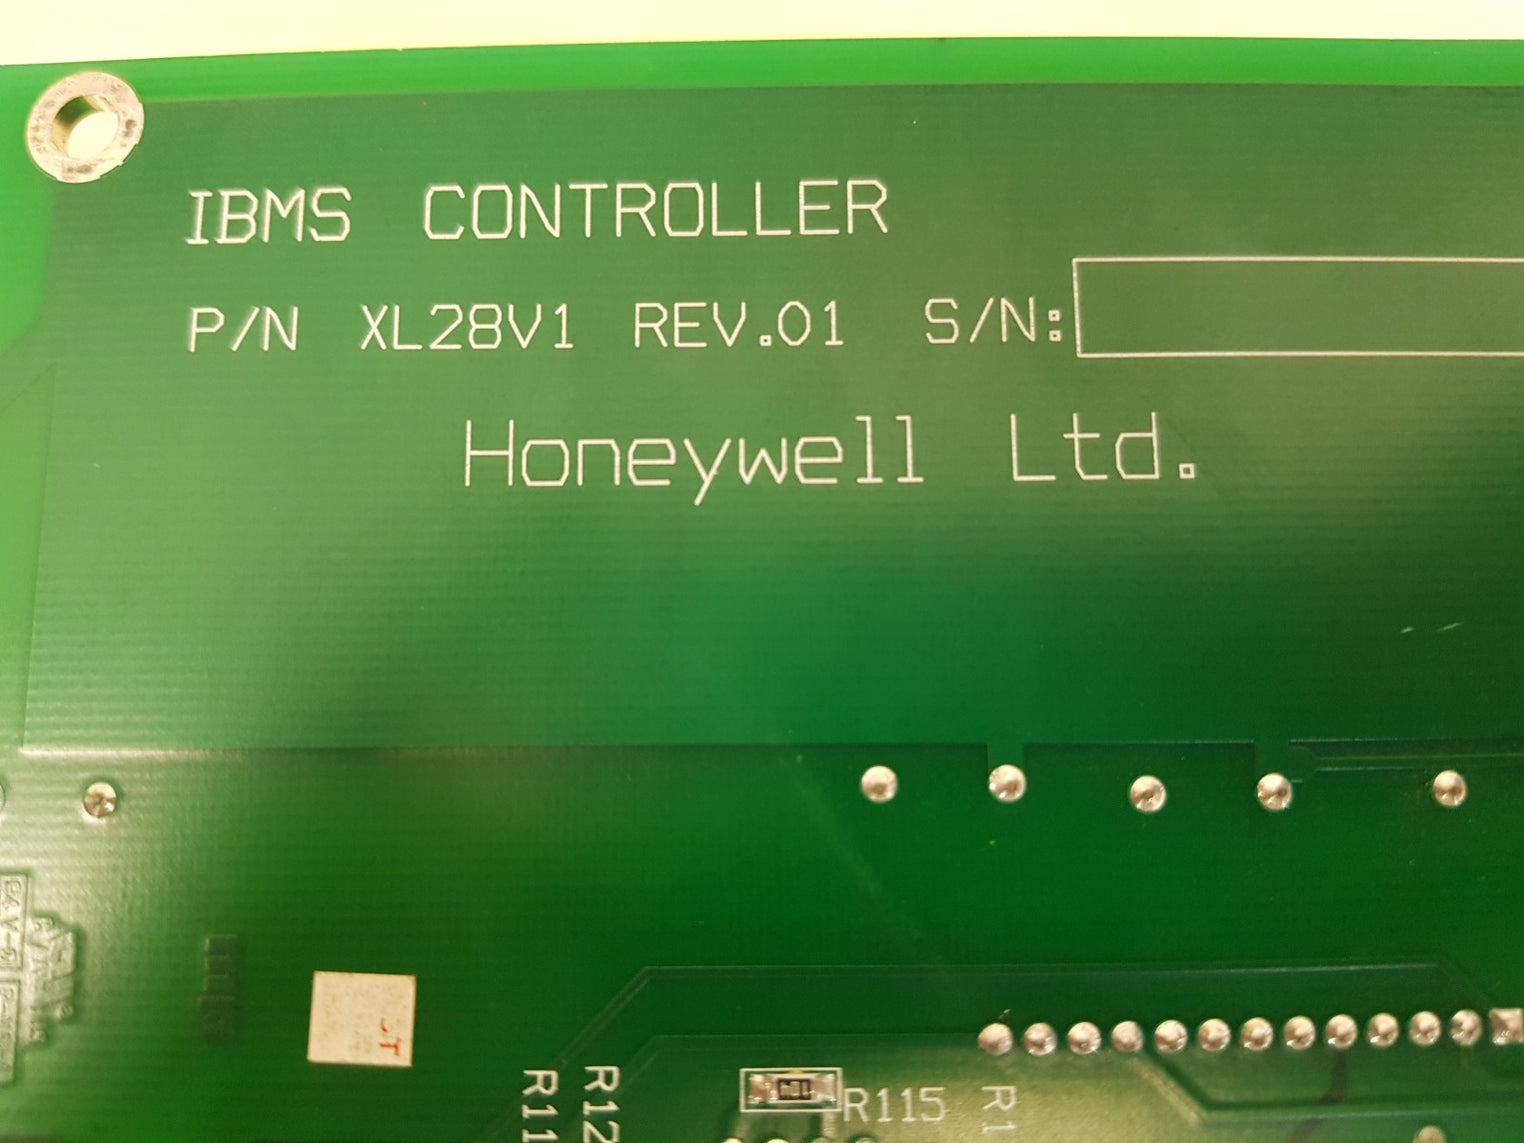 IBMS CONTROLLER
P/N XL28V1 REV.01 S/N:
Honeywell Ltd.
R115